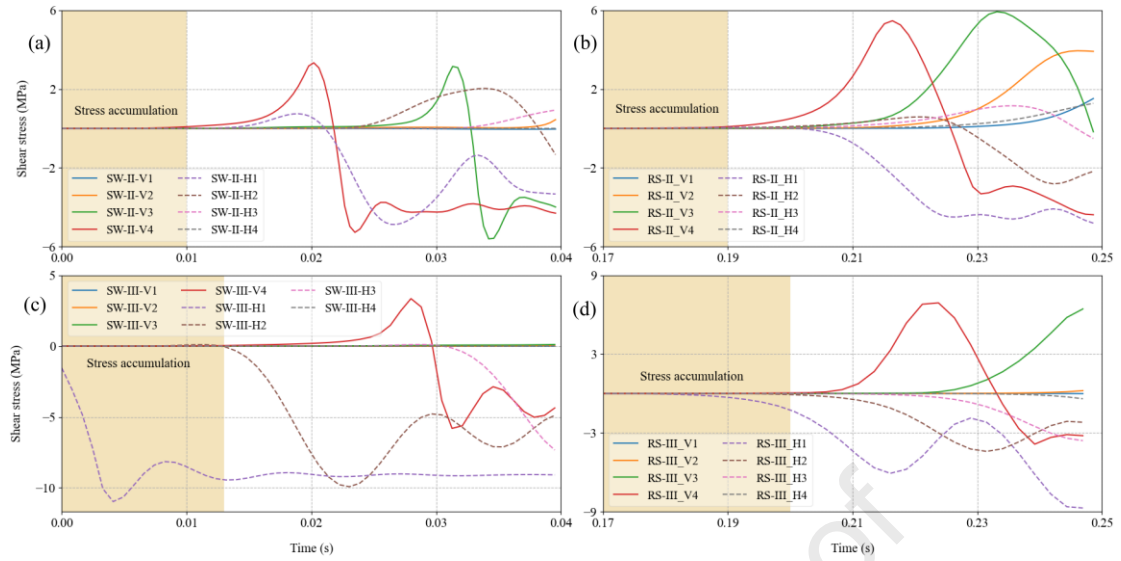 (a)
Shear stress (MPa)
6
2
−2
−6
Stress accumulation
SW-II-V1 SW-II-H1
SW-II-V2 SW-II-H2
SW-II-V3 SW-II-H3
SW-II-V4 SW-II-H4
0.00 0.01 0.02 0.03 0.04
(b)
6
2
−2
−6
Stress accumulation
RS-II_V1 RS-II_H1
RS-II_V2 RS-II_H2
RS-II_V3 RS-II_H3
RS-II_V4 RS-II_H4
0.17 0.19 0.21 0.23 0.25
(c)
Shear stress (MPa)
5
0
−5
−10
SW-III-V1 SW-III-V4 SW-III-H3
SW-III-V2 SW-III-H1 SW-III-H4
SW-III-V3 SW-III-H2
Stress accumulation
0.00 0.01 0.02 0.03 0.04
Time (s)
(d)
9
3
−3
−9
Stress accumulation
RS-III_V1 RS-III_H1
RS-III_V2 RS-III_H2
RS-III_V3 RS-III_H3
RS-III_V4 RS-III_H4
0.17 0.19 0.21 0.23 0.25
Time (s)
of